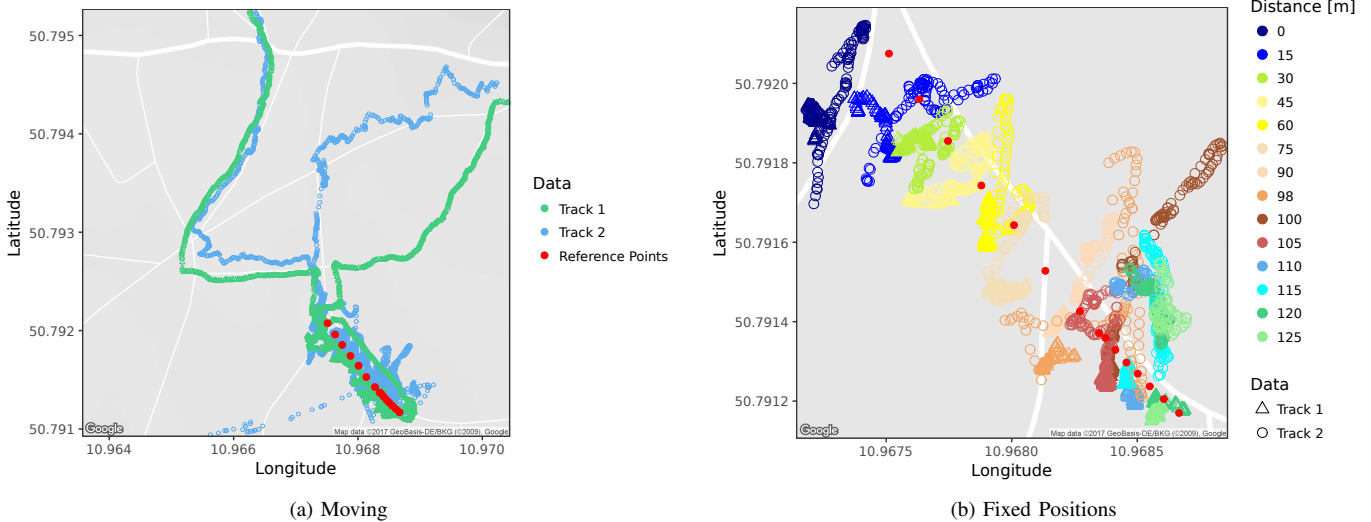 50.795
50.794
50.793
50.792
50.791
Latitude
10.964
10.966
10.968
10.970
Longitude
Google
Map data ©2017 GeoBasis-DE/BKG (©2009), Google
Data
Track 1
Track 2
Reference Points
(a) Moving
50.7920
50.7918
50.7916
50.7914
50.7912
Latitude
10.9675
10.9680
10.9685
Longitude
Google
Map data ©2017 GeoBasis-DE/BKG (©2009), Google
Distance [m]
0
15
30
45
60
75
90
98
100
105
110
115
120
125
Data
Track 1
Track 2
(b) Fixed Positions